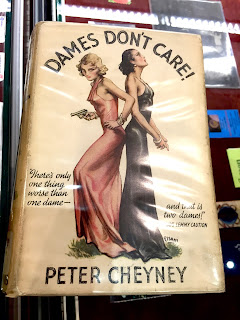 DAMES DON'T CARE!
"There's only
one thing
worse than
one dame—
and that is
two dames!"
LEMMY CAUTION
PETER CHEYNEY